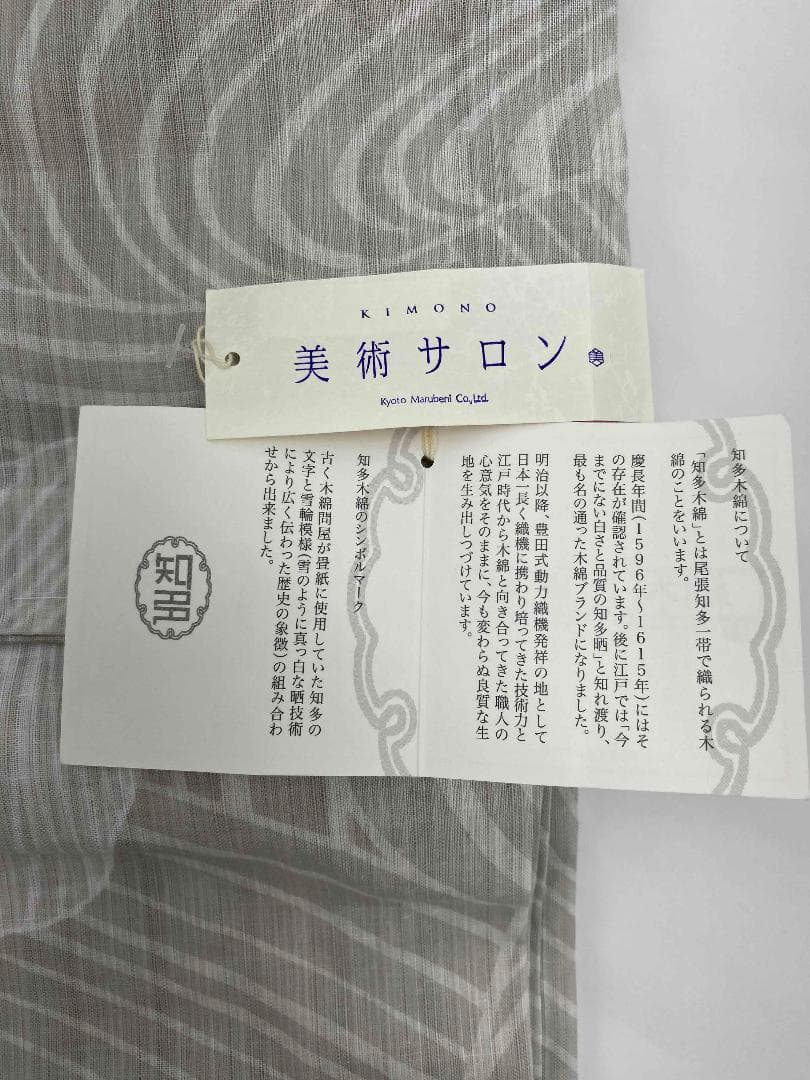 KIMONO
美術サロン
Kyoto Marubeni Co.,Ltd.
知多木綿について
「知多木綿」とは尾張知多一帯で織られる木
綿のことをいいます。
慶長年間(1596年～1615年)にはそ
の存在が確認されています。後に江戸では「今
までにない白さと品質の知多晒」と知れ渡り、
最も名の通った木綿ブランドになりました。
明治以降、豊田式動力織機発祥の地として
日本一長く織機に携わり培ってきた技術力と
江戸時代から木綿と向き合ってきた職人の
心意気をそのままに、今も変わらぬ良質な生
地を生み出しつづけています。
知多木綿のシンボルマーク
古く木綿問屋が畳紙に使用していた知多の
文字と雪輪模様(雪のように真っ白な晒技術
により広く伝わった歴史の象徴)の組み合わ
せから出来ました。
知多